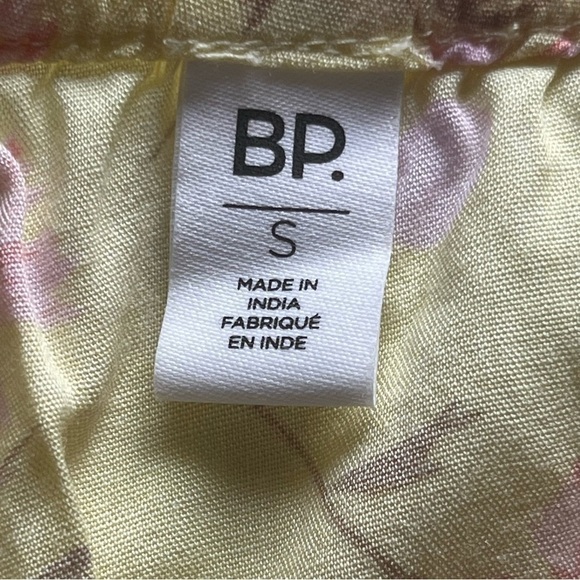 BP.
S
MADE IN
INDIA
FABRIQUÉ
EN INDE